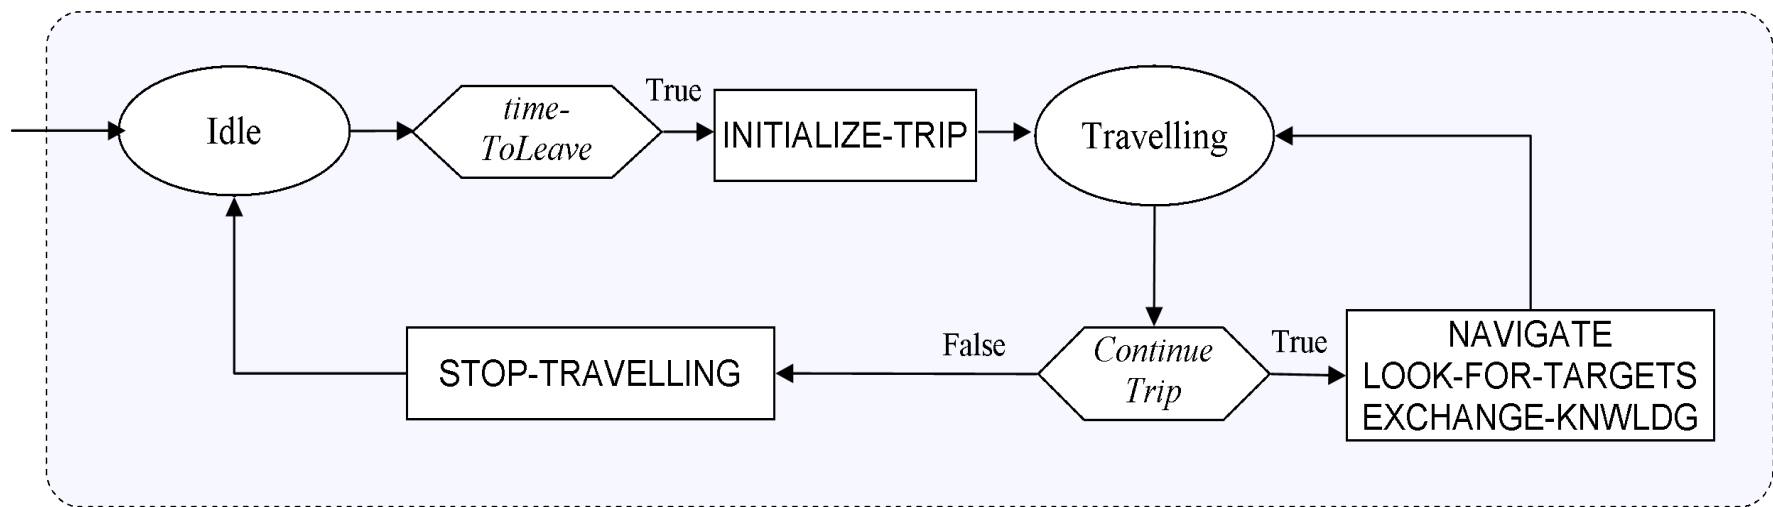 True
time-
Idle
ToLeave
INITIALIZE-TRIP
Travelling
False
Continue
True
NAVIGATE
STOP-TRAVELLING
LOOK-FOR-TARGETS
Trip
EXCHANGE-KNWLDG